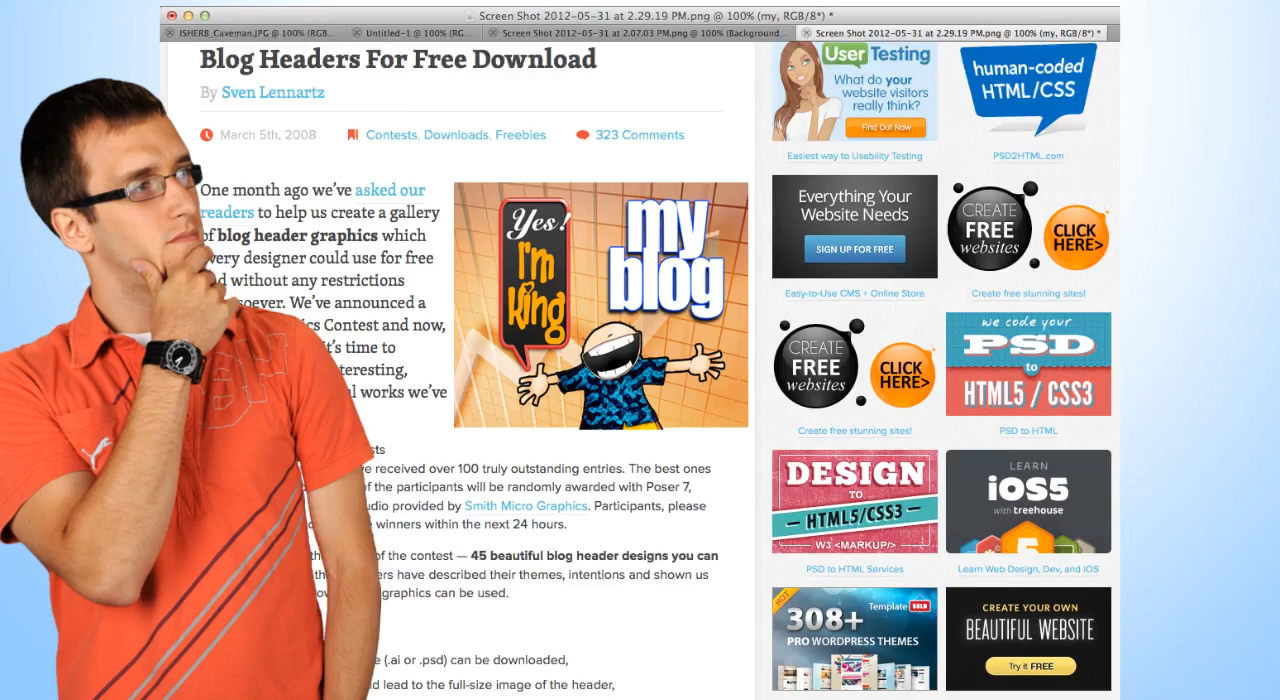 Screen Shot 2012-05-31 at 2.29.19 PM.png @ 100% (my, RGB/8*) *
ISHERB_Caveman.JPG @ 100% (RGB...
Untitled-1 @ 100% (RG...
Screen Shot 2012-05-31 at 2.07.03 PM.png @ 100% (Background...
Screen Shot 2012-05-31 at 2.29.19 PM.png @ 100% (my, RGB/8*) *
Blog Headers For Free Download
By Sven Lennartz
March 5th, 2008
Contests, Downloads, Freebies
323 Comments
One month ago we've asked our
readers to help us create a gallery
of blog header graphics which
every designer could use for free
and without any restrictions
soever. We've announced a
cs Contest and now,
it's time to
teresting,
l works we've
Yes!
I'm
King
my
blog
sts
ve received over 100 truly outstanding entries. The best ones
of the participants will be randomly awarded with Poser 7,
udio provided by Smith Micro Graphics. Participants, please
e winners within the next 24 hours.
th of the contest — 45 beautiful blog header designs you can
the ers have described their themes, intentions and shown us
ow graphics can be used.
e (.ai or .psd) can be downloaded,
d lead to the full-size image of the header,
User Testing
What do your
website visitors
really think?
Find Out Now
Easiest way to Usability Testing
human-coded
HTML/CSS
PSD2HTML.com
Everything Your
Website Needs
SIGN UP FOR FREE
Easy-to-Use CMS + Online Store
CREATE
FREE
websites
CLICK
HERE>
Create free stunning sites!
CREATE
FREE
websites
CLICK
HERE>
Create free stunning sites!
we code your
PSD
to
HTML5 / CSS3
PSD to HTML
DESIGN
TO
— HTML5/CSS3 —
W3 <MARKUP/>
PSD to HTML Services
LEARN
iOS5
with treehouse
5
Learn Web Design, Dev, and iOS
HOT
308+
Template SOLD
PRO WORDPRESS THEMES
CREATE YOUR OWN
BEAUTIFUL WEBSITE
Try it FREE